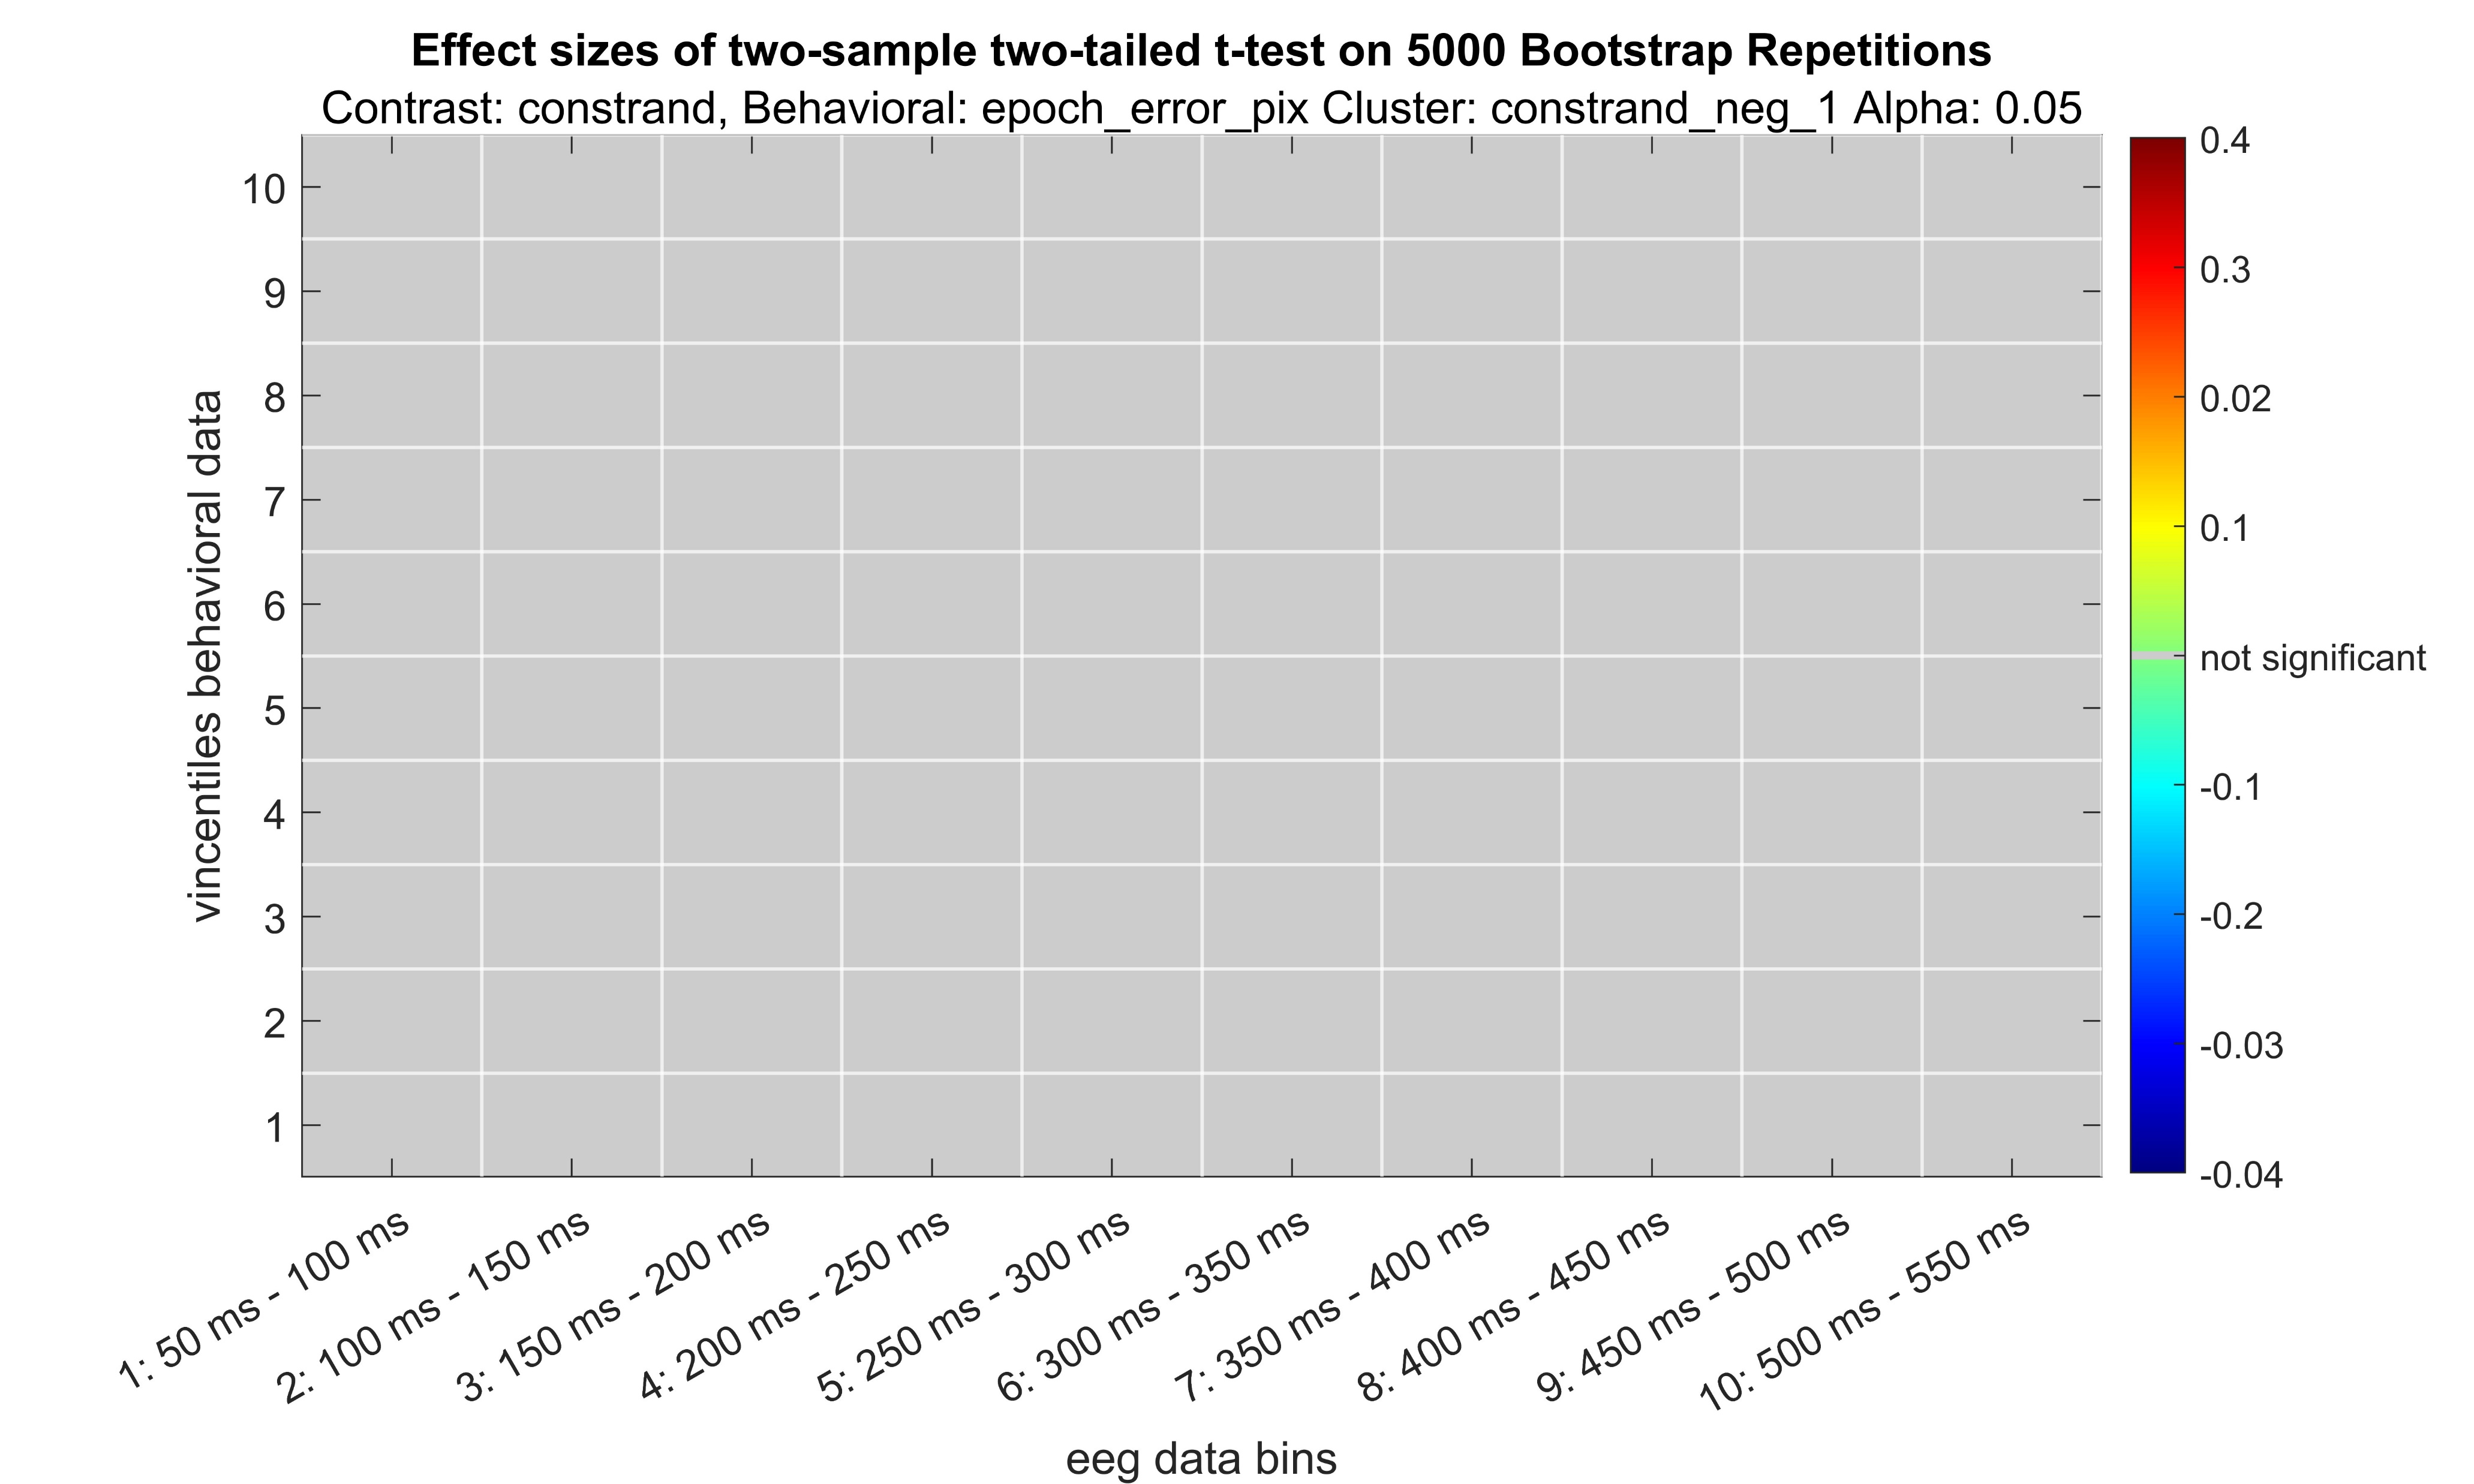 Effect sizes of two-sample two-tailed t-test on 5000 Bootstrap Repetitions
Contrast: constrand, Behavioral: epoch_error_pix Cluster: constrand_neg_1 Alpha: 0.05
vincentiles behavioral data
10
9
8
7
6
5
4
3
2
1
0.4
0.3
0.02
0.1
not significant
-0.1
-0.2
-0.03
-0.04
1: 50 ms - 100 ms
2: 100 ms - 150 ms
3: 150 ms - 200 ms
4: 200 ms - 250 ms
5: 250 ms - 300 ms
6: 300 ms - 350 ms
7: 350 ms - 400 ms
8: 400 ms - 450 ms
9: 450 ms - 500 ms
10: 500 ms - 550 ms
eeg data bins